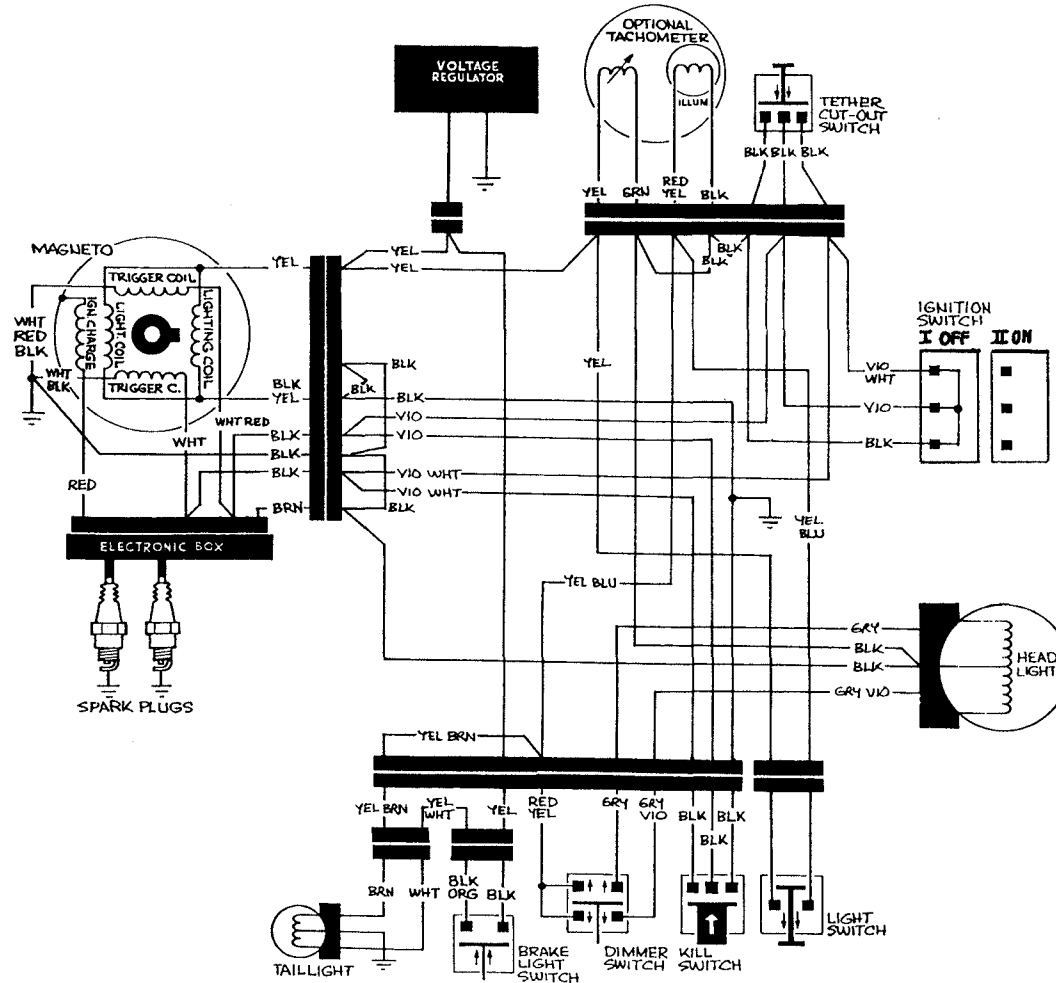 OPTIONAL
TACHOMETER
ILLUM
VOLTAGE
REGULATOR
TETHER
CUT-OUT
SWITCH
BLK BLK BLK
YEL
GRN
RED
YEL
BLK
MAGNETO
YEL
YEL
YEL
BLK
BLK
TRIGGER COIL
IGN CHARGE
LIGHT COIL
LIGHTING COIL
TRIGGER C.
WHT
RED
BLK
WHT
BLK
IGNITION
SWITCH
I OFF
II ON
YEL
VIO
WHT
VIO
BLK
BLK
YEL
BLK
BLK
BLK
VIO
VIO
WHT RED
WHT
BLK
BLK
BLK
VIO WHT
VIO WHT
RED
BRN
BLK
YEL
BLU
ELECTRONIC BOX
YEL BLU
GRY
BLK
BLK
GRY VIO
HEAD
LIGHT
SPARK PLUGS
YEL BRN
YEL BRN
YEL
WHT
YEL
RED
YEL
GRY
GRY
VIO
BLK
BLK
BLK
BRN
WHT
BLK
ORG
BLK
TAILLIGHT
BRAKE
LIGHT
SWITCH
DIMMER
SWITCH
KILL
SWITCH
LIGHT
SWITCH